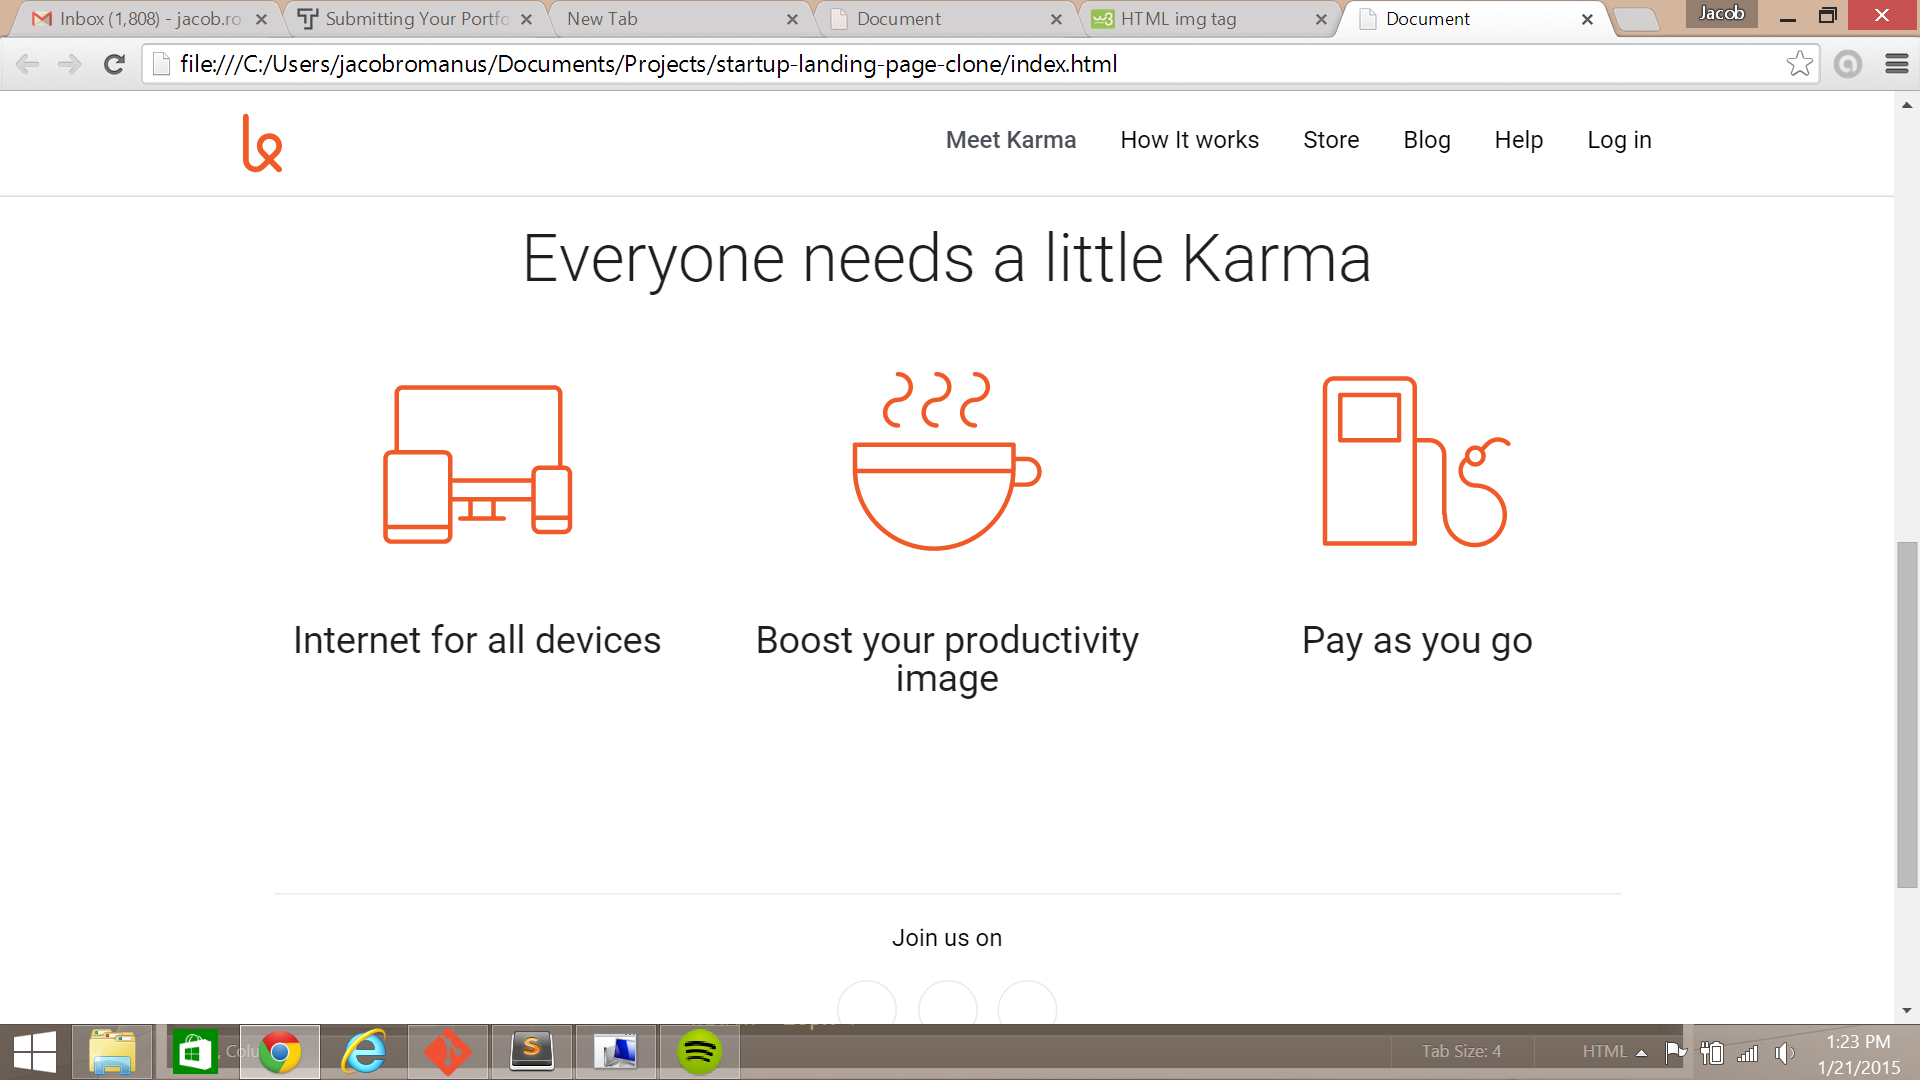 Inbox (1,808) - jacob.ro
Submitting Your Portfo
New Tab
Document
w3 HTML img tag
Document
Jacob
file:///C:/Users/jacobromanus/Documents/Projects/startup-landing-page-clone/index.html
Meet Karma How It works Store Blog Help Log in
Everyone needs a little Karma
Internet for all devices
Boost your productivity
image
Pay as you go
Join us on
, Colu
S
Tab Size: 4
HTML
1:23 PM
1/21/2015